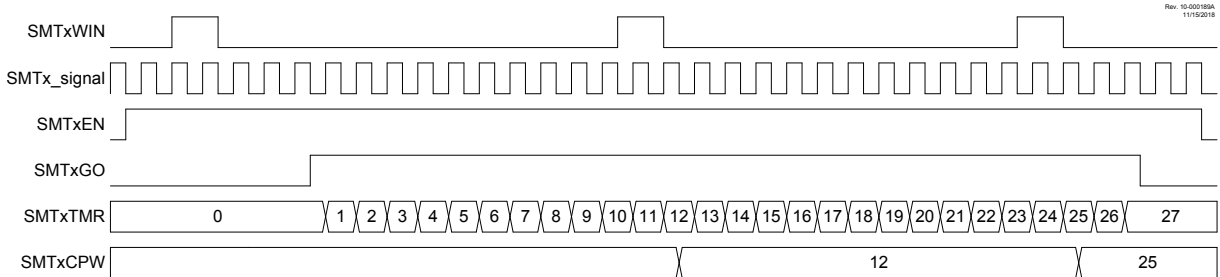 Rev. 10-000189A
11/15/2018
SMTxWIN
SMTx_signal
SMTxEN
SMTxGO
SMTxTMR 0 1 2 3 4 5 6 7 8 9 10 11 12 13 14 15 16 17 18 19 20 21 22 23 24 25 26 27
SMTxCPW 12 25